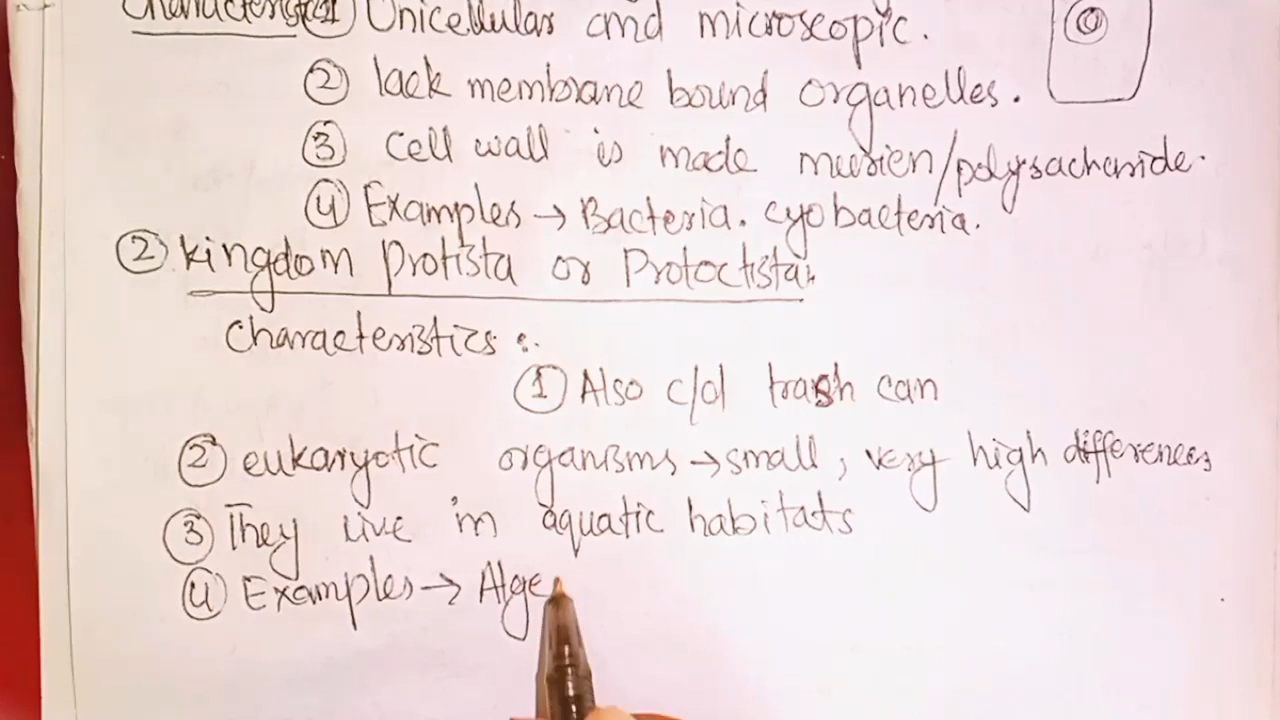 Characteristi ① Unicellular and microscopic.
② lack membrane bound organelles.
③ cell wall is made meurien/polysacharide.
④ Examples → Bacteria. cyobacteria.
② kingdom Protista or Protoctista.
Characteristics :.
① Also c/d trash can
② eukaryotic organisms → small, very high differences
③ They live in aquatic habitats
④ Examples → Alge